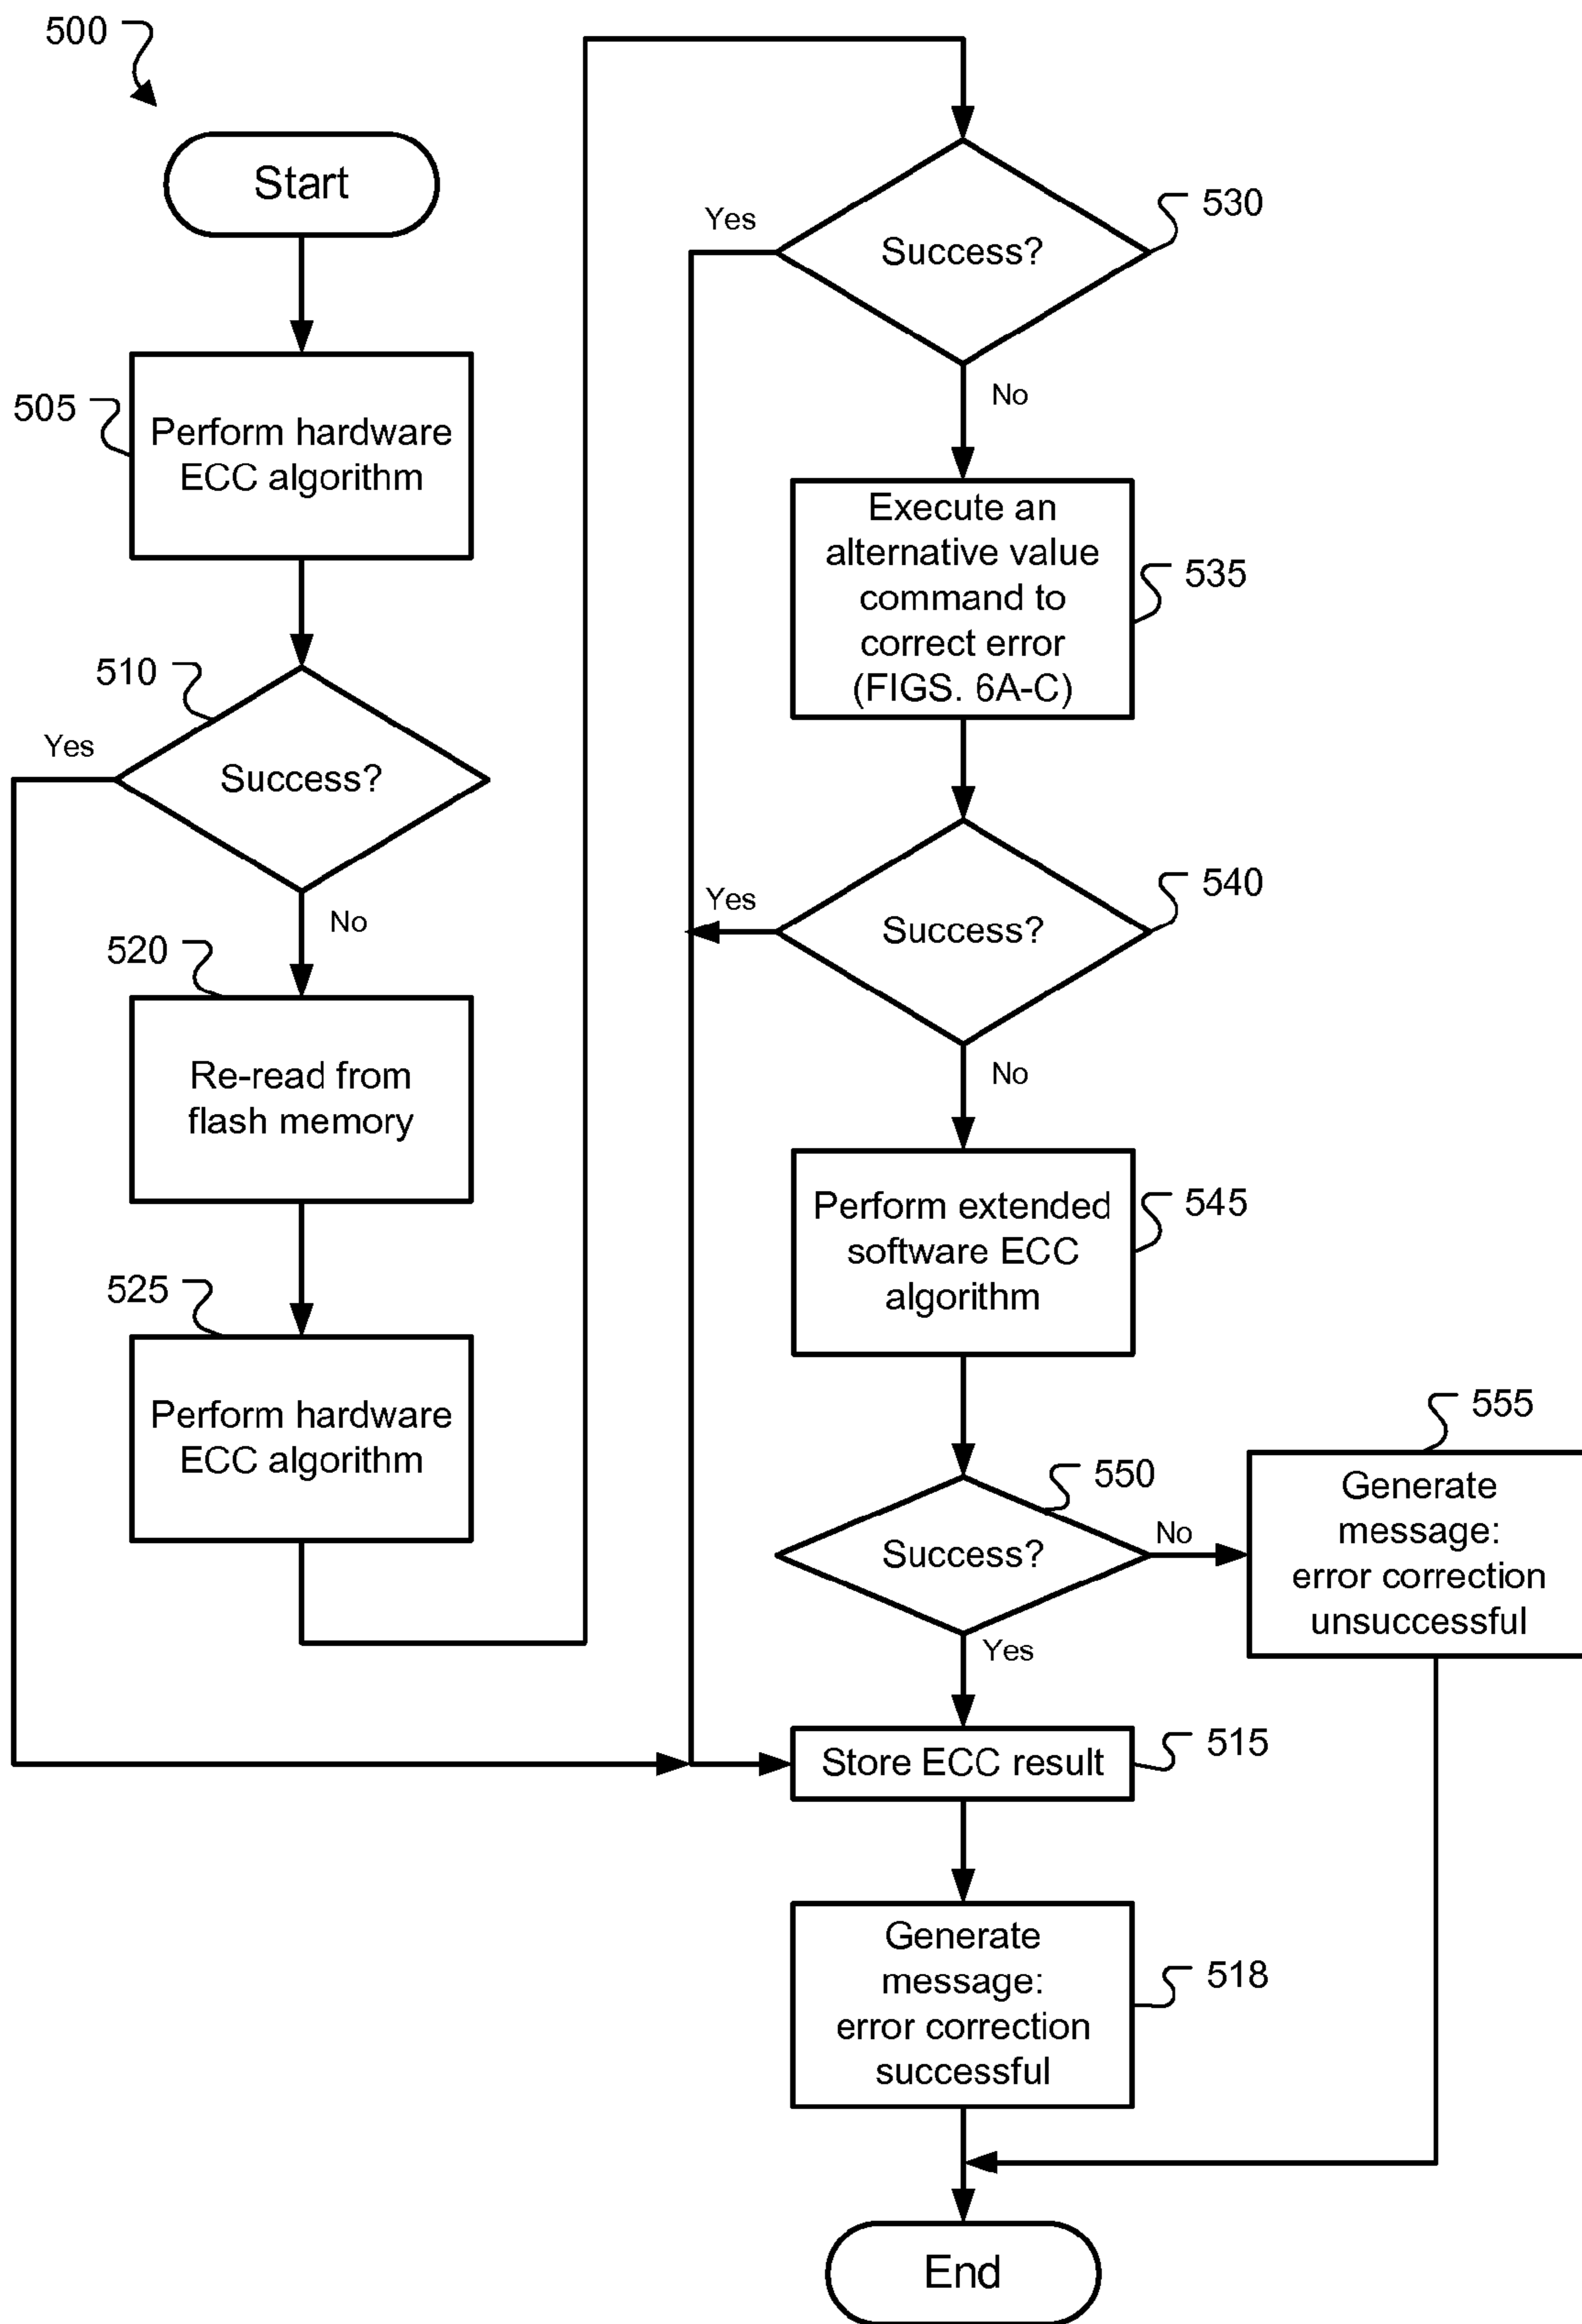 500
Start
505
Perform hardware
ECC algorithm
510
Yes
Success?
No
520
Re-read from
flash memory
525
Perform hardware
ECC algorithm
530
Yes
Success?
No
Execute an
alternative value
command to
correct error
(FIGS. 6A-C)
535
540
Yes
Success?
No
Perform extended
software ECC
algorithm
545
550
Success?
No
Yes
555
Generate
message:
error correction
unsuccessful
Store ECC result
515
Generate
message:
error correction
successful
518
End